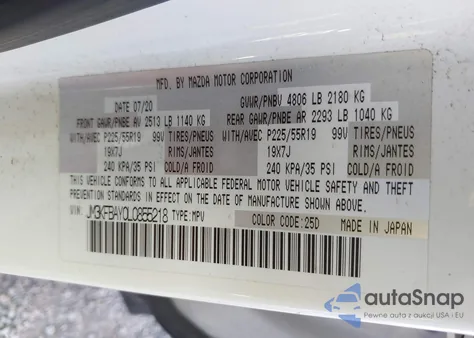 MFD. BY MAZDA MOTOR CORPORATION
DATE 07/20 GVWR/PNBV 4806 LB 2180 KG
FRONT GAWR/PNBE AV 2513 LB 1140 KG REAR GAWR/PNBE AR 2293 LB 1040 KG
WITH/AVEC P225/55R19 99V TIRES/PNEUS WITH/AVEC P225/55R19 99V TIRES/PNEUS
19X7J RIMS/JANTES 19X7J RIMS/JANTES
240 KPA/35 PSI COLD/A FROID 240 KPA/35 PSI COLD/A FROID
THIS VEHICLE CONFORMS TO ALL APPLICABLE FEDERAL MOTOR VEHICLE SAFETY AND THEFT
PREVENTION STANDARDS IN EFFECT ON THE DATE OF MANUFACTURE SHOWN ABOVE.
VIN: JM3KFBAY0L0855218 TYPE:MPV COLOR CODE:25D MADE IN JAPAN
autoSnap
Pewne auta z aukcji USA i EU